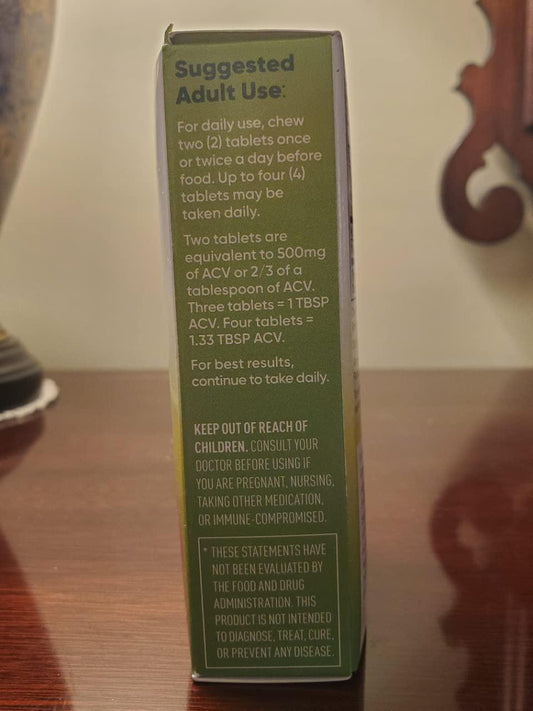 Suggested
Adult Use:
For daily use, chew
two (2) tablets once
or twice a day before
food. Up to four (4)
tablets may be
taken daily.
Two tablets are
equivalent to 500mg
of ACV or 2/3 of a
tablespoon of ACV.
Three tablets = 1 TBSP
ACV. Four tablets =
1.33 TBSP ACV.
For best results,
continue to take daily.
KEEP OUT OF REACH OF
CHILDREN. CONSULT YOUR
DOCTOR BEFORE USING IF
YOU ARE PREGNANT, NURSING,
TAKING OTHER MEDICATION,
OR IMMUNE-COMPROMISED.
* THESE STATEMENTS HAVE
NOT BEEN EVALUATED BY
THE FOOD AND DRUG
ADMINISTRATION. THIS
PRODUCT IS NOT INTENDED
TO DIAGNOSE, TREAT, CURE,
OR PREVENT ANY DISEASE.